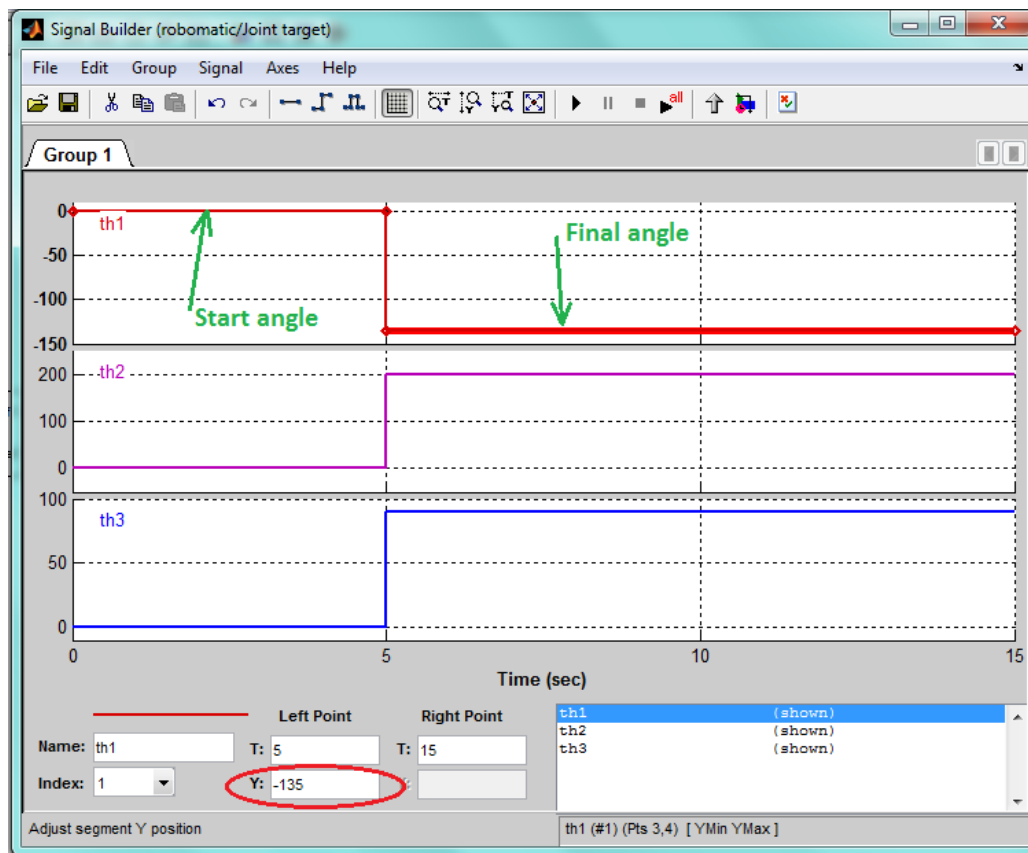 Signal Builder (robomatic/Joint target)
File Edit Group Signal Axes Help
all
Group 1
0
-50
-100
-150
th1
Start angle
Final angle
200
100
0
th2
100
50
0
th3
0 5 10 15
Time (sec)
Left Point Right Point
Name: th1 T: 5 T: 15
Index: 1 Y: -135
th1 (shown)
th2 (shown)
th3 (shown)
Adjust segment Y position
th1 (#1) (Pts 3,4) [ YMin YMax ]